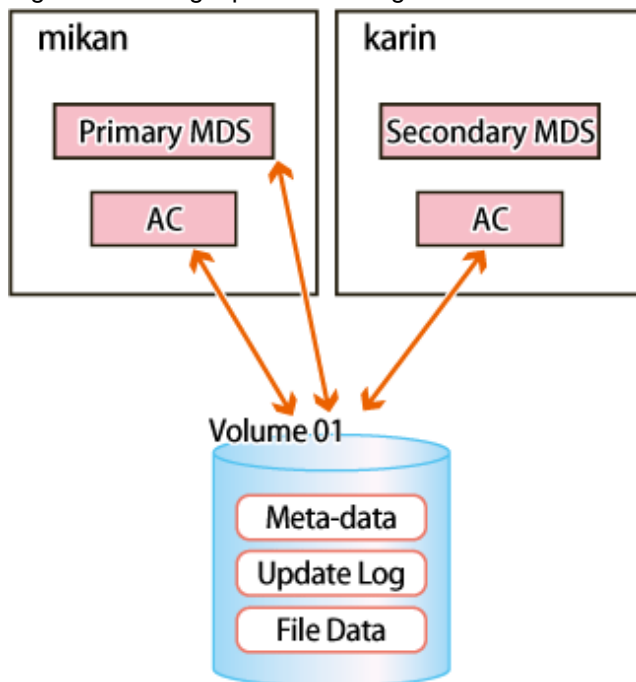 mikan
Primary MDS
AC
karin
Secondary MDS
AC
Volume 01
Meta-data
Update Log
File Data